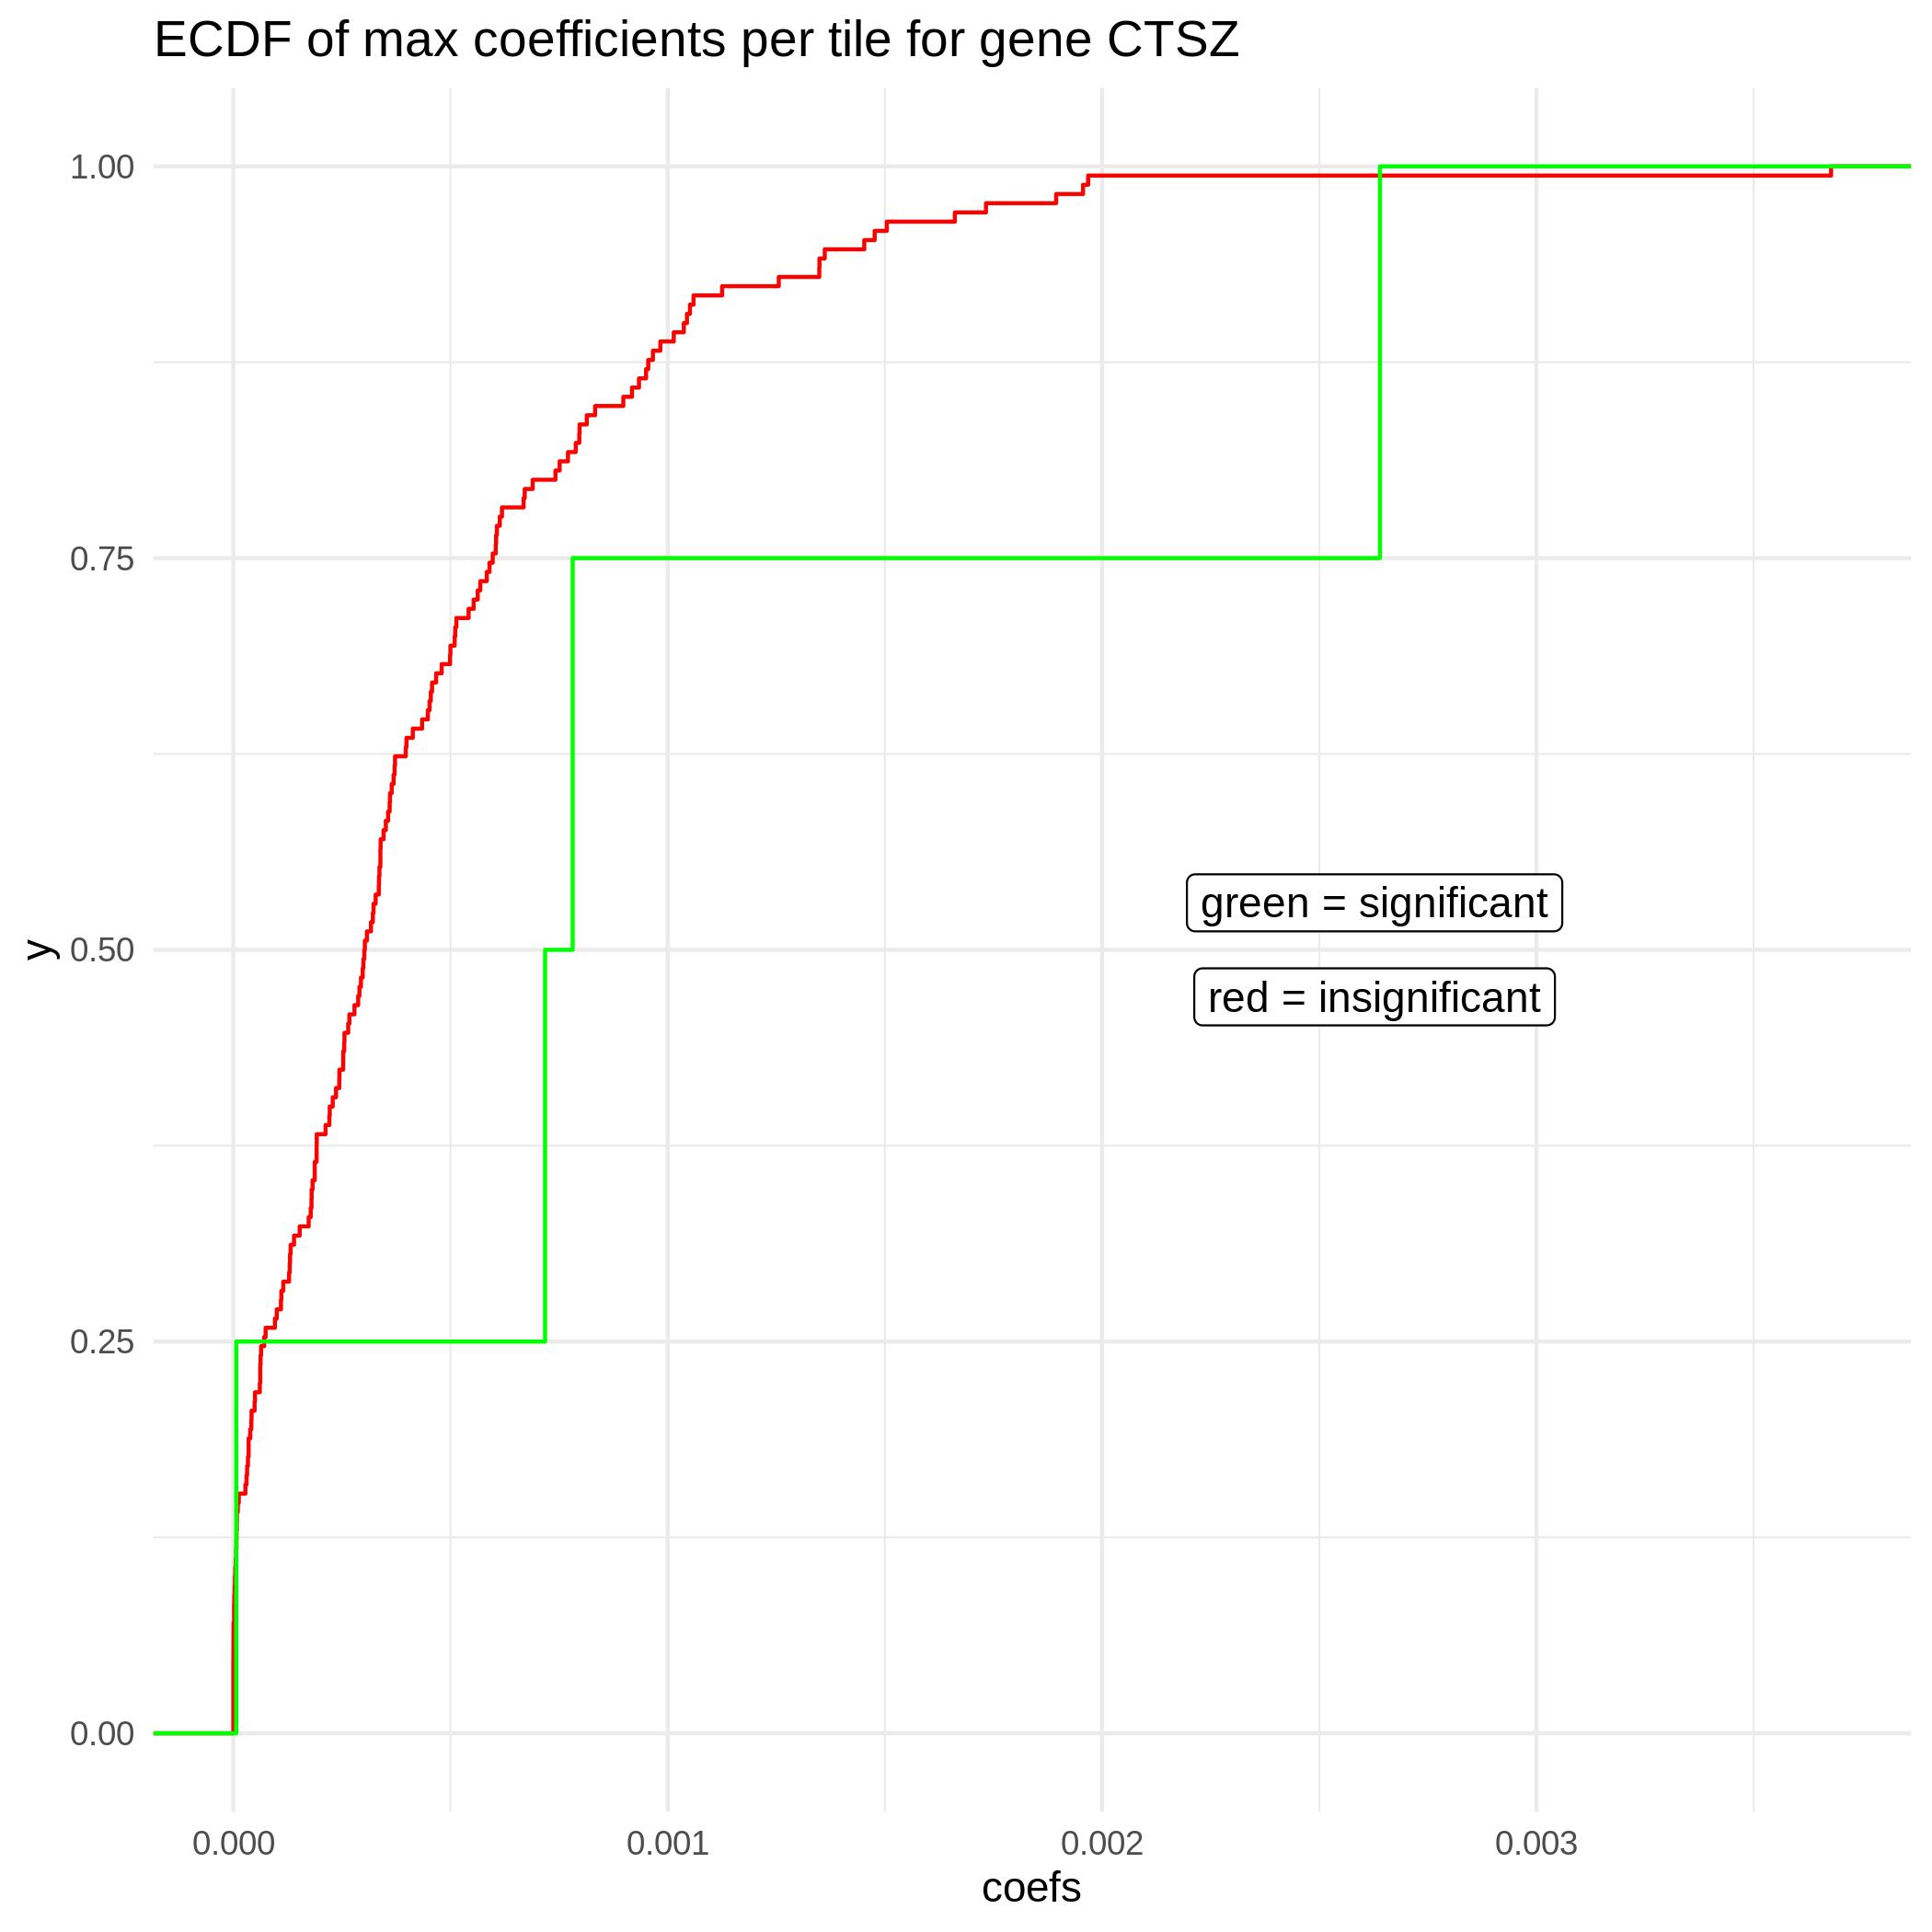 ECDF of max coefficients per tile for gene CTSZ
1.00
0.75
0.50
0.25
0.00
y
green = significant
red = insignificant
0.000 0.001 0.002 0.003
coefs